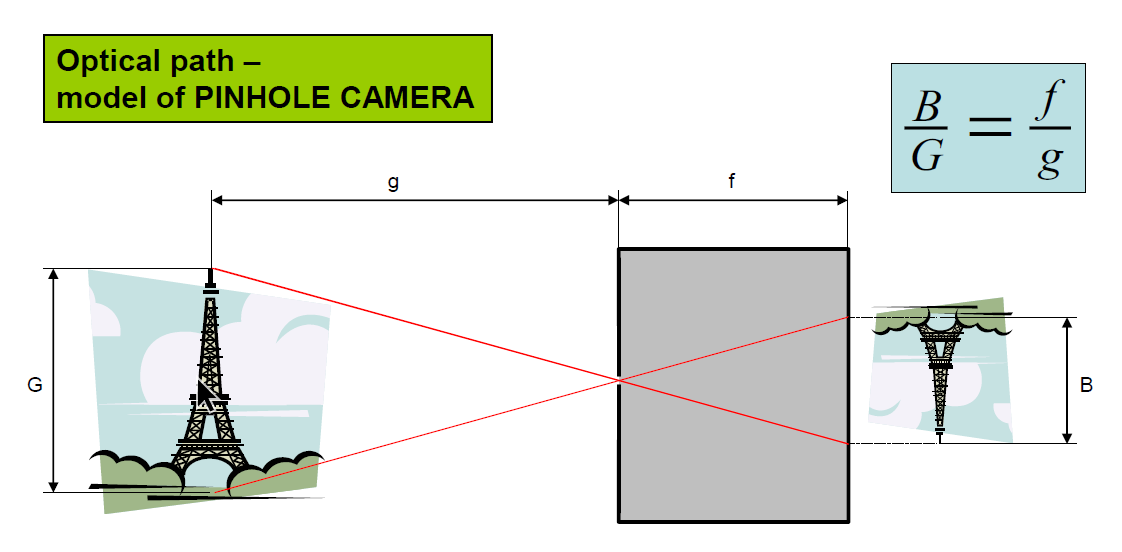 Optical path –
model of PINHOLE CAMERA
B/G = f/g
g
f
G
B